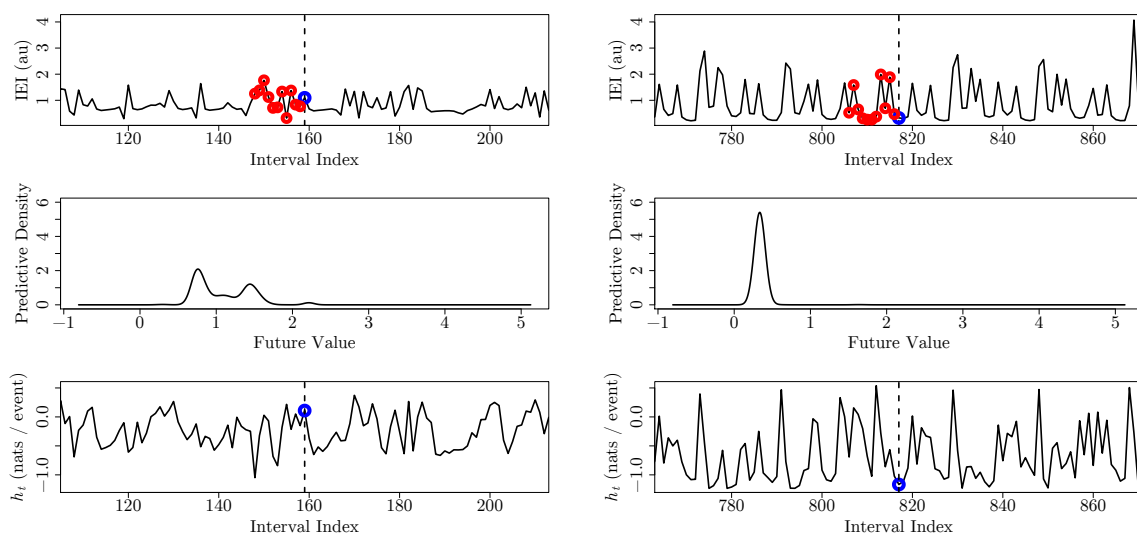 IEI (au)
1 2 3 4
120 140 160 180 200
Interval Index
IEI (au)
1 2 3 4
780 800 820 840 860
Interval Index
Predictive Density
0 2 4 6
−1 0 1 2 3 4 5
Future Value
Predictive Density
0 2 4 6
−1 0 1 2 3 4 5
Future Value
h_t (nats / event)
−1.0 0.0
120 140 160 180 200
Interval Index
h_t (nats / event)
−1.0 0.0
780 800 820 840 860
Interval Index